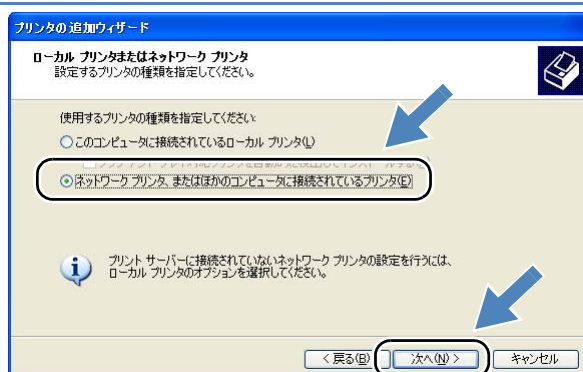 プリンタの追加ウィザード
ローカル プリンタまたはネットワーク プリンタ
設定するプリンタの種類を指定してください。
使用するプリンタの種類を指定してください:
このコンピュータに接続されているローカル プリンタ(L)
ネットワーク プリンタ、またはほかのコンピュータに接続されているプリンタ(E)
プリント サーバーに接続されていないネットワーク プリンタの設定を行うには、
ローカル プリンタのオプションを選択してください。
< 戻る(B)
次へ(N) >
キャンセル